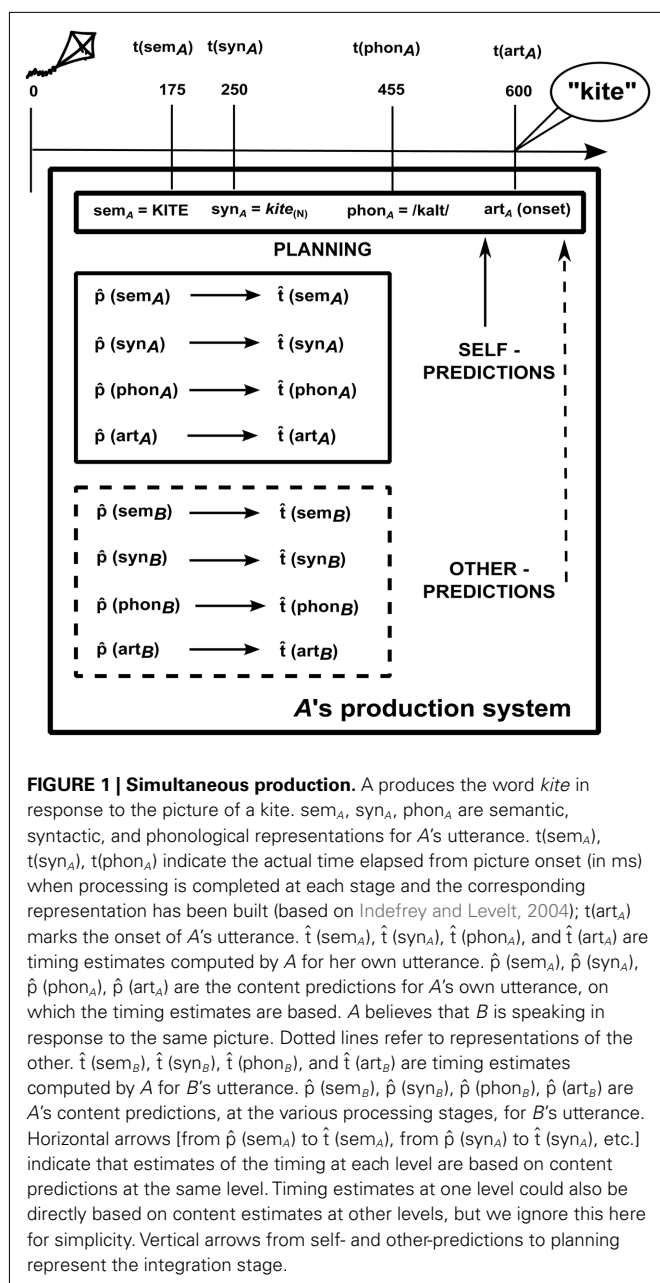 t(semA) t(synA) t(phonA) t(artA)
0 175 250 455 600 "kite"
semA = KITE synA = kite(N) phonA = /kaIt/ artA (onset)
PLANNING
p̂ (semA) t̂ (semA)
p̂ (synA) t̂ (synA)
p̂ (phonA) t̂ (phonA)
p̂ (artA) t̂ (artA)
SELF -
PREDICTIONS
p̂ (semB) t̂ (semB)
p̂ (synB) t̂ (synB)
p̂ (phonB) t̂ (phonB)
p̂ (artB) t̂ (artB)
OTHER -
PREDICTIONS
A's production system
FIGURE 1 | Simultaneous production. A produces the word kite in
response to the picture of a kite. semA, synA, phonA are semantic,
syntactic, and phonological representations for A's utterance. t(semA),
t(synA), t(phonA) indicate the actual time elapsed from picture onset (in ms)
when processing is completed at each stage and the corresponding
representation has been built (based on Indefrey and Levelt, 2004); t(artA)
marks the onset of A's utterance. t̂ (semA), t̂ (synA), t̂ (phonA), and t̂ (artA) are
timing estimates computed by A for her own utterance. p̂ (semA), p̂ (synA),
p̂ (phonA), p̂ (artA) are the content predictions for A's own utterance, on
which the timing estimates are based. A believes that B is speaking in
response to the same picture. Dotted lines refer to representations of the
other. t̂ (semB), t̂ (synB), t̂ (phonB), and t̂ (artB) are timing estimates
computed by A for B's utterance. p̂ (semB), p̂ (synB), p̂ (phonB), p̂ (artB) are
A's content predictions, at the various processing stages, for B's utterance.
Horizontal arrows [from p̂ (semA) to t̂ (semA), from p̂ (synA) to t̂ (synA), etc.]
indicate that estimates of the timing at each level are based on content
predictions at the same level. Timing estimates at one level could also be
directly based on content estimates at other levels, but we ignore this here
for simplicity. Vertical arrows from self- and other-predictions to planning
represent the integration stage.